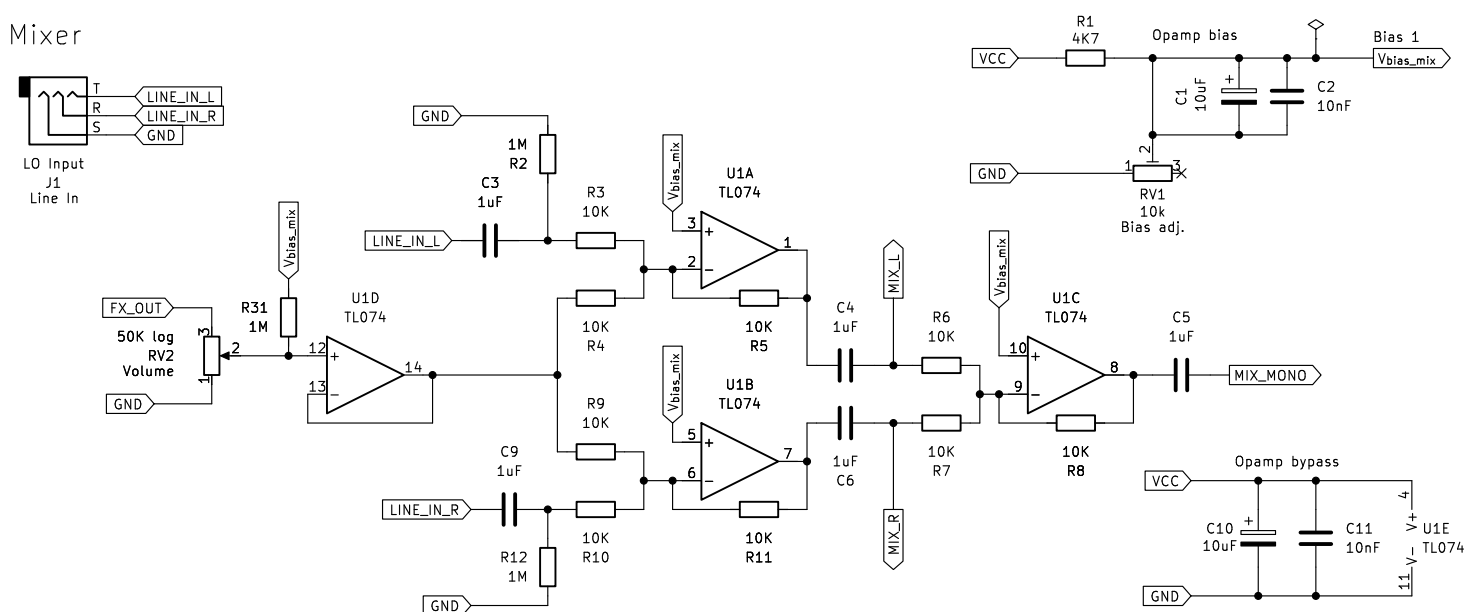 Mixer
T
LINE_IN_L
R
LINE_IN_R
S
GND
LO Input
J1
Line In
R1
4K7
Opamp bias
Bias 1
VCC
Vbias_mix
C1
10uF
+
C2
10nF
2
GND
1
3
RV1
10k
Bias adj.
GND
1M
R2
C3
1uF
R3
10K
LINE_IN_L
Vbias_mix
U1A
TL074
3
+
1
2
-
10K
R4
10K
R5
Vbias_mix
FX_OUT
R31
1M
U1D
TL074
50K log
RV2
Volume
3
2
1
GND
12
+
14
13
-
MIX_L
C4
1uF
R6
10K
Vbias_mix
U1C
TL074
10
+
8
9
-
C5
1uF
MIX_MONO
10K
R8
R9
10K
Vbias_mix
U1B
TL074
5
+
7
6
-
C9
1uF
LINE_IN_R
10K
R10
10K
R11
1uF
C6
10K
R7
MIX_R
R12
1M
GND
Opamp bypass
VCC
4
C10
10uF
+
C11
10nF
V+
V-
U1E
TL074
11
GND